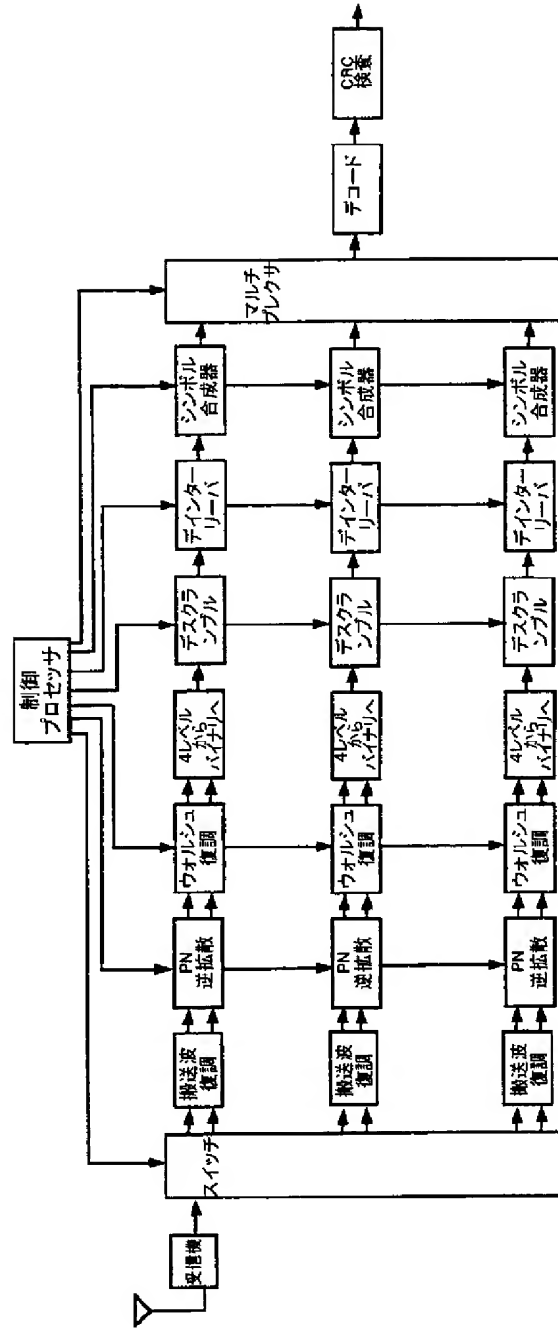 制御
プロセッサ
受信機
スイッチ
搬送波
復調
PN
逆拡散
ウォルシュ
復調
4レベル
から
バイナリへ
デスクラ
ンブル
デインター
リーバ
シンボル
合成器
マルチ
プレクサ
デコード
CRC
検査
搬送波
復調
PN
逆拡散
ウォルシュ
復調
4レベル
から
バイナリへ
デスクラ
ンブル
デインター
リーバ
シンボル
合成器
搬送波
復調
PN
逆拡散
ウォルシュ
復調
4レベル
から
バイナリへ
デスクラ
ンブル
デインター
リーバ
シンボル
合成器